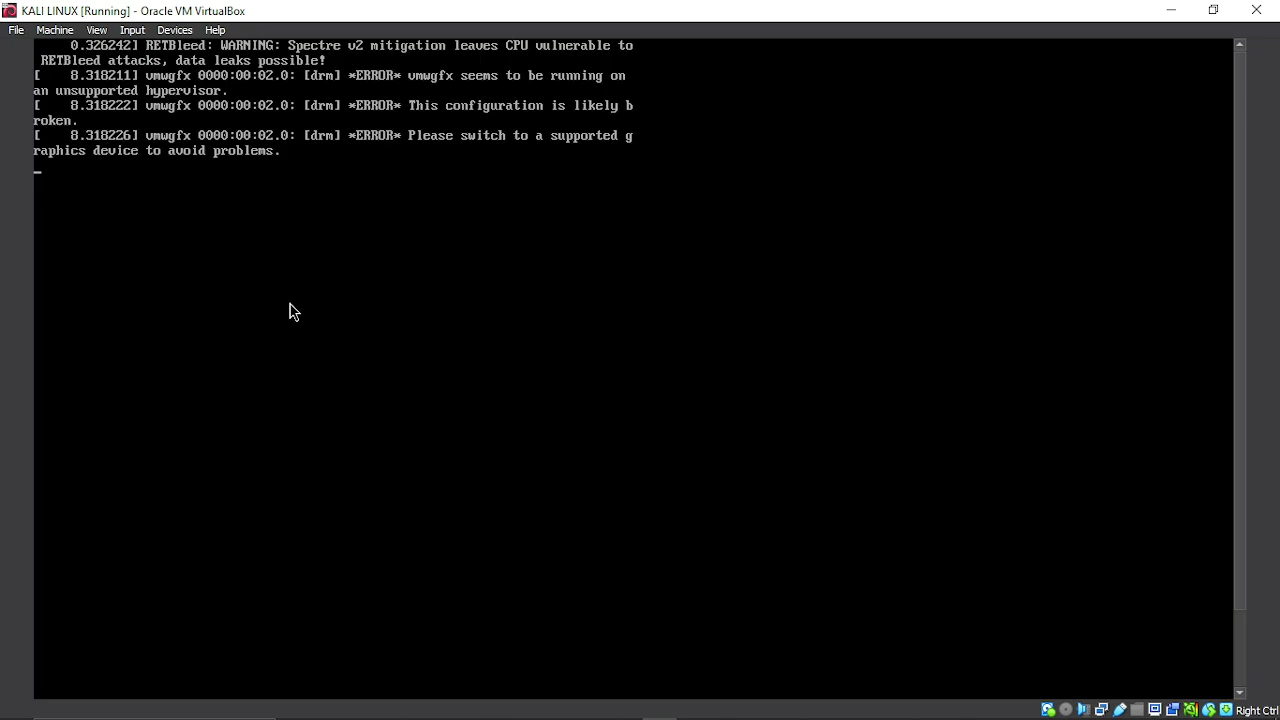 KALI LINUX [Running] - Oracle VM VirtualBox
File Machine View Input Devices Help
0.326242] RETBleed: WARNING: Spectre v2 mitigation leaves CPU vulnerable to
RETBleed attacks, data leaks possible!
[ 8.318211] vmwgfx 0000:00:02.0: [drm] *ERROR* vmwgfx seems to be running on
an unsupported hypervisor.
[ 8.318222] vmwgfx 0000:00:02.0: [drm] *ERROR* This configuration is likely b
roken.
[ 8.318226] vmwgfx 0000:00:02.0: [drm] *ERROR* Please switch to a supported g
raphics device to avoid problems.
Right Ctrl